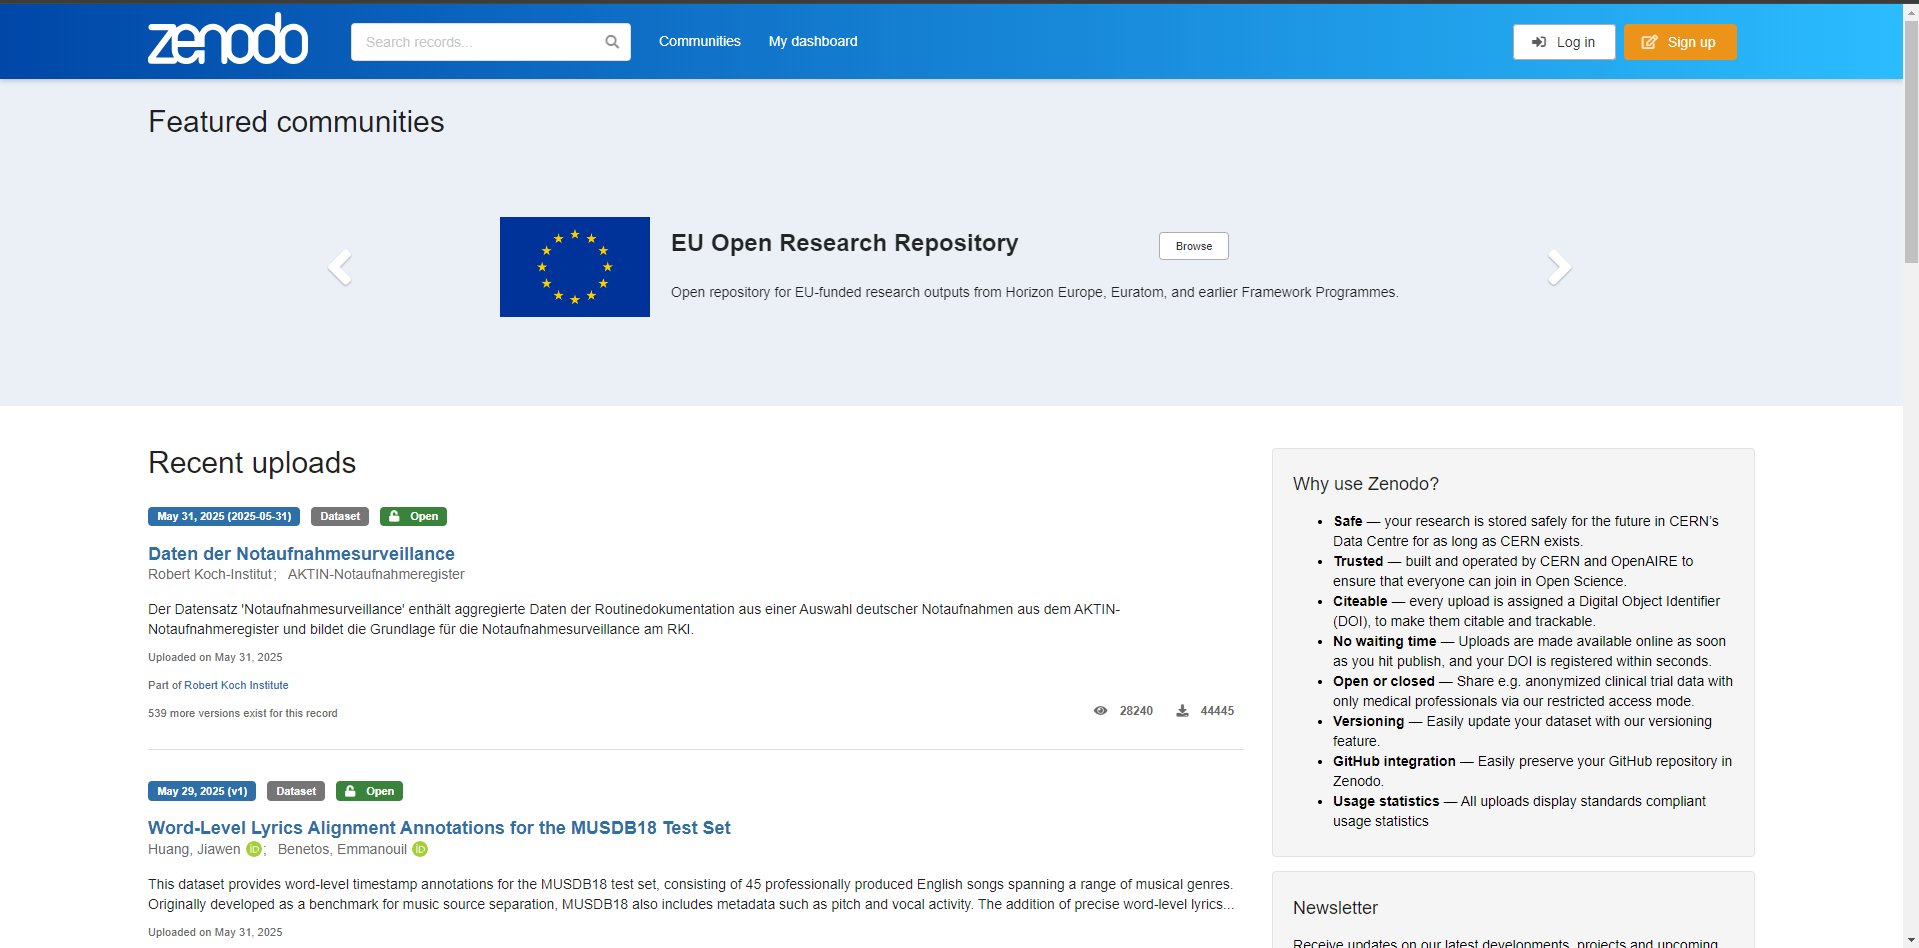 zenodo
Search records...
Communities
My dashboard
Log in
Sign up
Featured communities
EU Open Research Repository
Browse
Open repository for EU-funded research outputs from Horizon Europe, Euratom, and earlier Framework Programmes.
Recent uploads
May 31, 2025 (2025-05-31) Dataset Open
Daten der Notaufnahmesurveillance
Robert Koch-Institut; AKTIN-Notaufnahmeregister
Der Datensatz 'Notaufnahmesurveillance' enthält aggregierte Daten der Routinedokumentation aus einer Auswahl deutscher Notaufnahmen aus dem AKTIN-
Notaufnahmeregister und bildet die Grundlage für die Notaufnahmesurveillance am RKI.
Uploaded on May 31, 2025
Part of Robert Koch Institute
539 more versions exist for this record
28240 44445
May 29, 2025 (v1) Dataset Open
Word-Level Lyrics Alignment Annotations for the MUSDB18 Test Set
Huang, Jiawen iD; Benetos, Emmanouil iD
This dataset provides word-level timestamp annotations for the MUSDB18 test set, consisting of 45 professionally produced English songs spanning a range of musical genres.
Originally developed as a benchmark for music source separation, MUSDB18 also includes metadata such as pitch and vocal activity. The addition of precise word-level lyrics...
Uploaded on May 31, 2025
Why use Zenodo?
• Safe — your research is stored safely for the future in CERN's
Data Centre for as long as CERN exists.
• Trusted — built and operated by CERN and OpenAIRE to
ensure that everyone can join in Open Science.
• Citeable — every upload is assigned a Digital Object Identifier
(DOI), to make them citable and trackable.
• No waiting time — Uploads are made available online as soon
as you hit publish, and your DOI is registered within seconds.
• Open or closed — Share e.g. anonymized clinical trial data with
only medical professionals via our restricted access mode.
• Versioning — Easily update your dataset with our versioning
feature.
• GitHub integration — Easily preserve your GitHub repository in
Zenodo.
• Usage statistics — All uploads display standards compliant
usage statistics
Newsletter
Receive updates on our latest developments, projects and upcoming